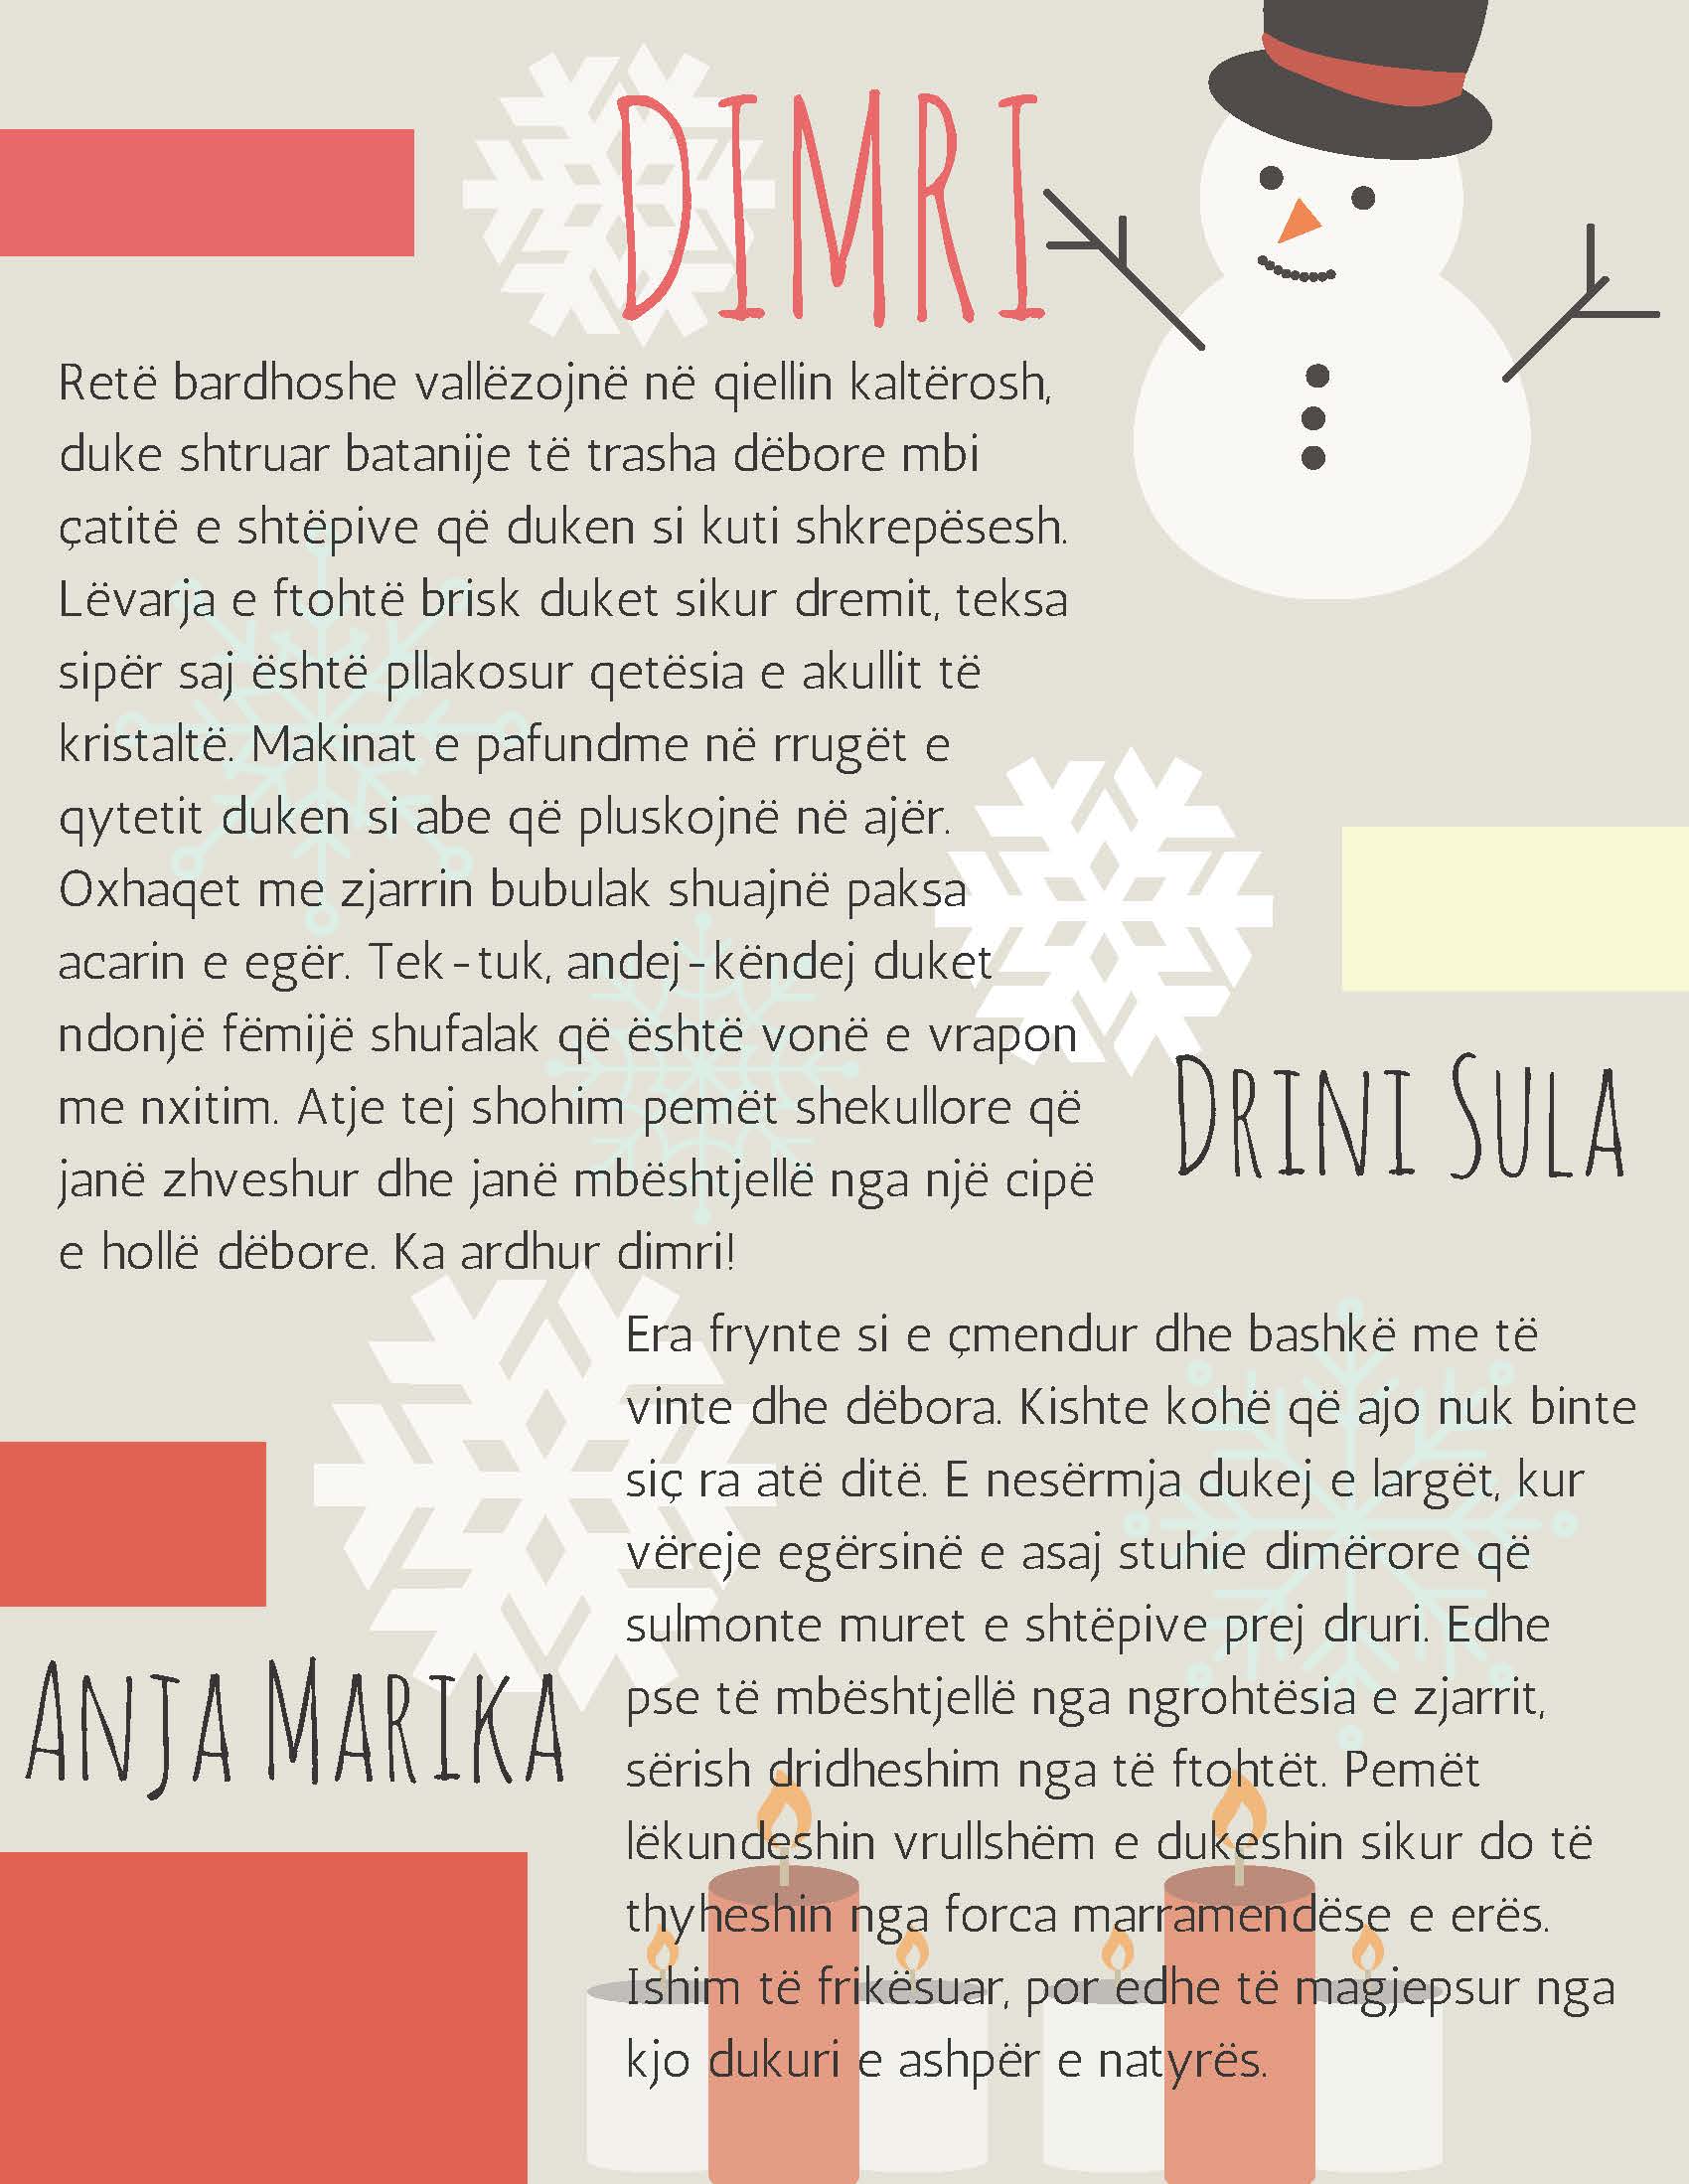 DIMRI
Retë bardhoshe vallëzojnë në qiellin kaltërosh,
duke shtruar batanije të trasha dëbore mbi
çatitë e shtëpive që duken si kuti shkrepësesh.
Lëvarja e ftohtë brisk duket sikur dremit, teksa
sipër saj është pllakosur qetësia e akullit të
kristaltë. Makinat e pafundme në rrugët e
qytetit duken si abe që pluskojnë në ajër.
Oxhaqet me zjarrin bubulak shuajnë paksa
acarin e egër. Tek-tuk, andej-këndej duket
ndonjë fëmijë shufalak që është vonë e vrapon
me nxitim. Atje tej shohim pemët shekullore që
janë zhveshur dhe janë mbështjellë nga një cipë
e hollë dëbore. Ka ardhur dimri!
DRINI SULA
Era frynte si e çmendur dhe bashkë me të
vinte dhe dëbora. Kishte kohë që ajo nuk binte
siç ra atë ditë. E nesërmja dukej e largët, kur
vëreje egërsinë e asaj stuhie dimërore që
sulmonte muret e shtëpive prej druri. Edhe
pse të mbështjellë nga ngrohtësia e zjarrit,
sërish dridheshim nga të ftohtët. Pemët
lëkundeshin vrullshëm e dukeshin sikur do të
thyheshin nga forca marramendëse e erës.
Ishim të frikësuar, por edhe të magjepsur nga
kjo dukuri e ashpër e natyrës.
ANJA MARIKA